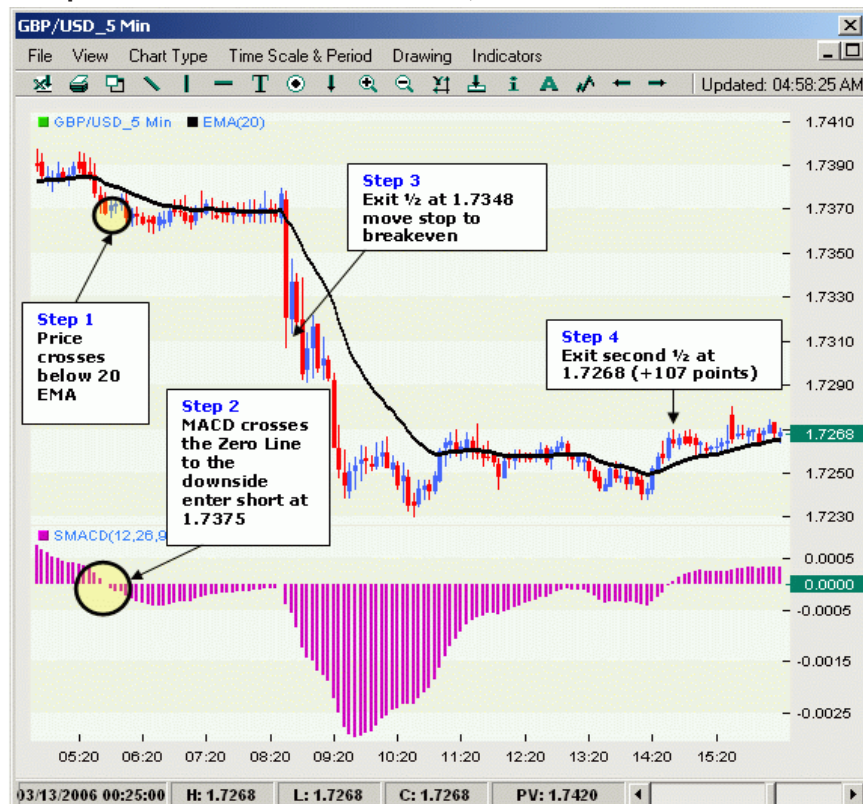 GBP/USD_5 Min
File View Chart Type Time Scale & Period Drawing Indicators
T i A Updated: 04:58:25 AM
GBP/USD_5 Min EMA(20)
1.7410
1.7390
1.7370
1.7350
1.7330
1.7310
1.7290
1.7268
1.7250
1.7230
Step 3
Exit ½ at 1.7348
move stop to
breakeven
Step 1
Price
crosses
below 20
EMA
Step 4
Exit second ½ at
1.7268 (+107 points)
Step 2
MACD crosses
the Zero Line
to the
downside
enter short at
1.7375
SMACD(12,26,9
0.0005
0.0000
-0.0005
-0.0015
-0.0025
05:20 06:20 07:20 08:20 09:20 10:20 11:20 12:20 13:20 14:20 15:20
03/13/2006 00:25:00 H: 1.7268 L: 1.7268 C: 1.7268 PV: 1.7420